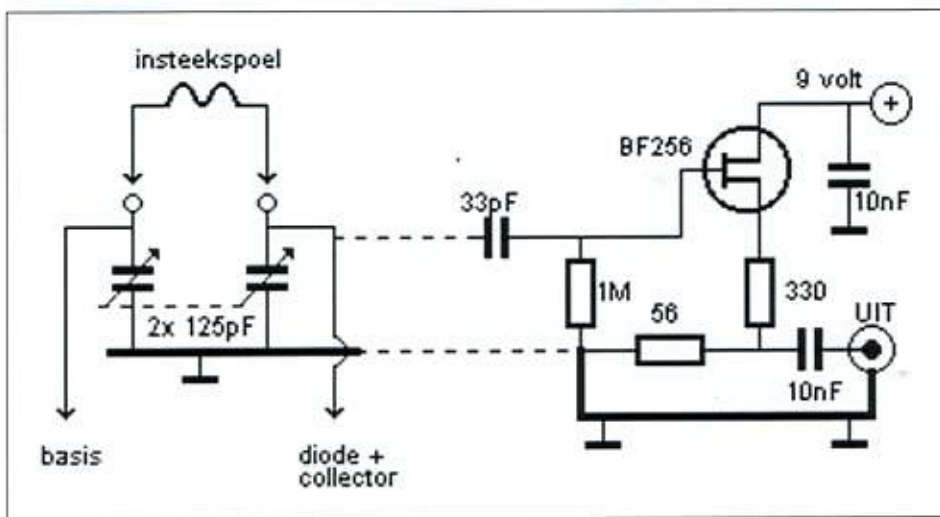 insteekspoel
9 volt
+
BF256
33pF
10nF
1M
330
56
UIT
2x 125pF
10nF
basis
diode +
collector